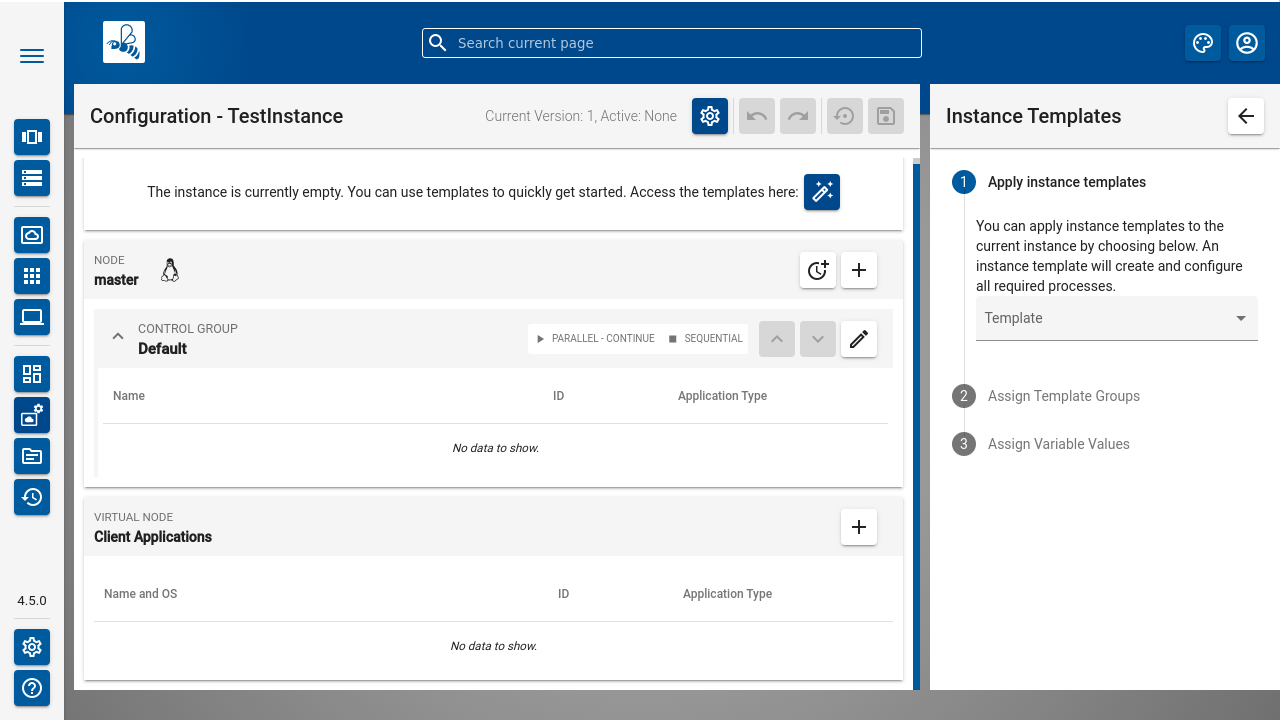 Search current page
Configuration - TestInstance
Current Version: 1, Active: None
The instance is currently empty. You can use templates to quickly get started. Access the templates here:
NODE
master
CONTROL GROUP
Default
PARALLEL - CONTINUE
SEQUENTIAL
Name
ID
Application Type
No data to show.
VIRTUAL NODE
Client Applications
Name and OS
ID
Application Type
No data to show.
Instance Templates
1
Apply instance templates
You can apply instance templates to the
current instance by choosing below. An
instance template will create and configure
all required processes.
Template
2
Assign Template Groups
3
Assign Variable Values
4.5.0